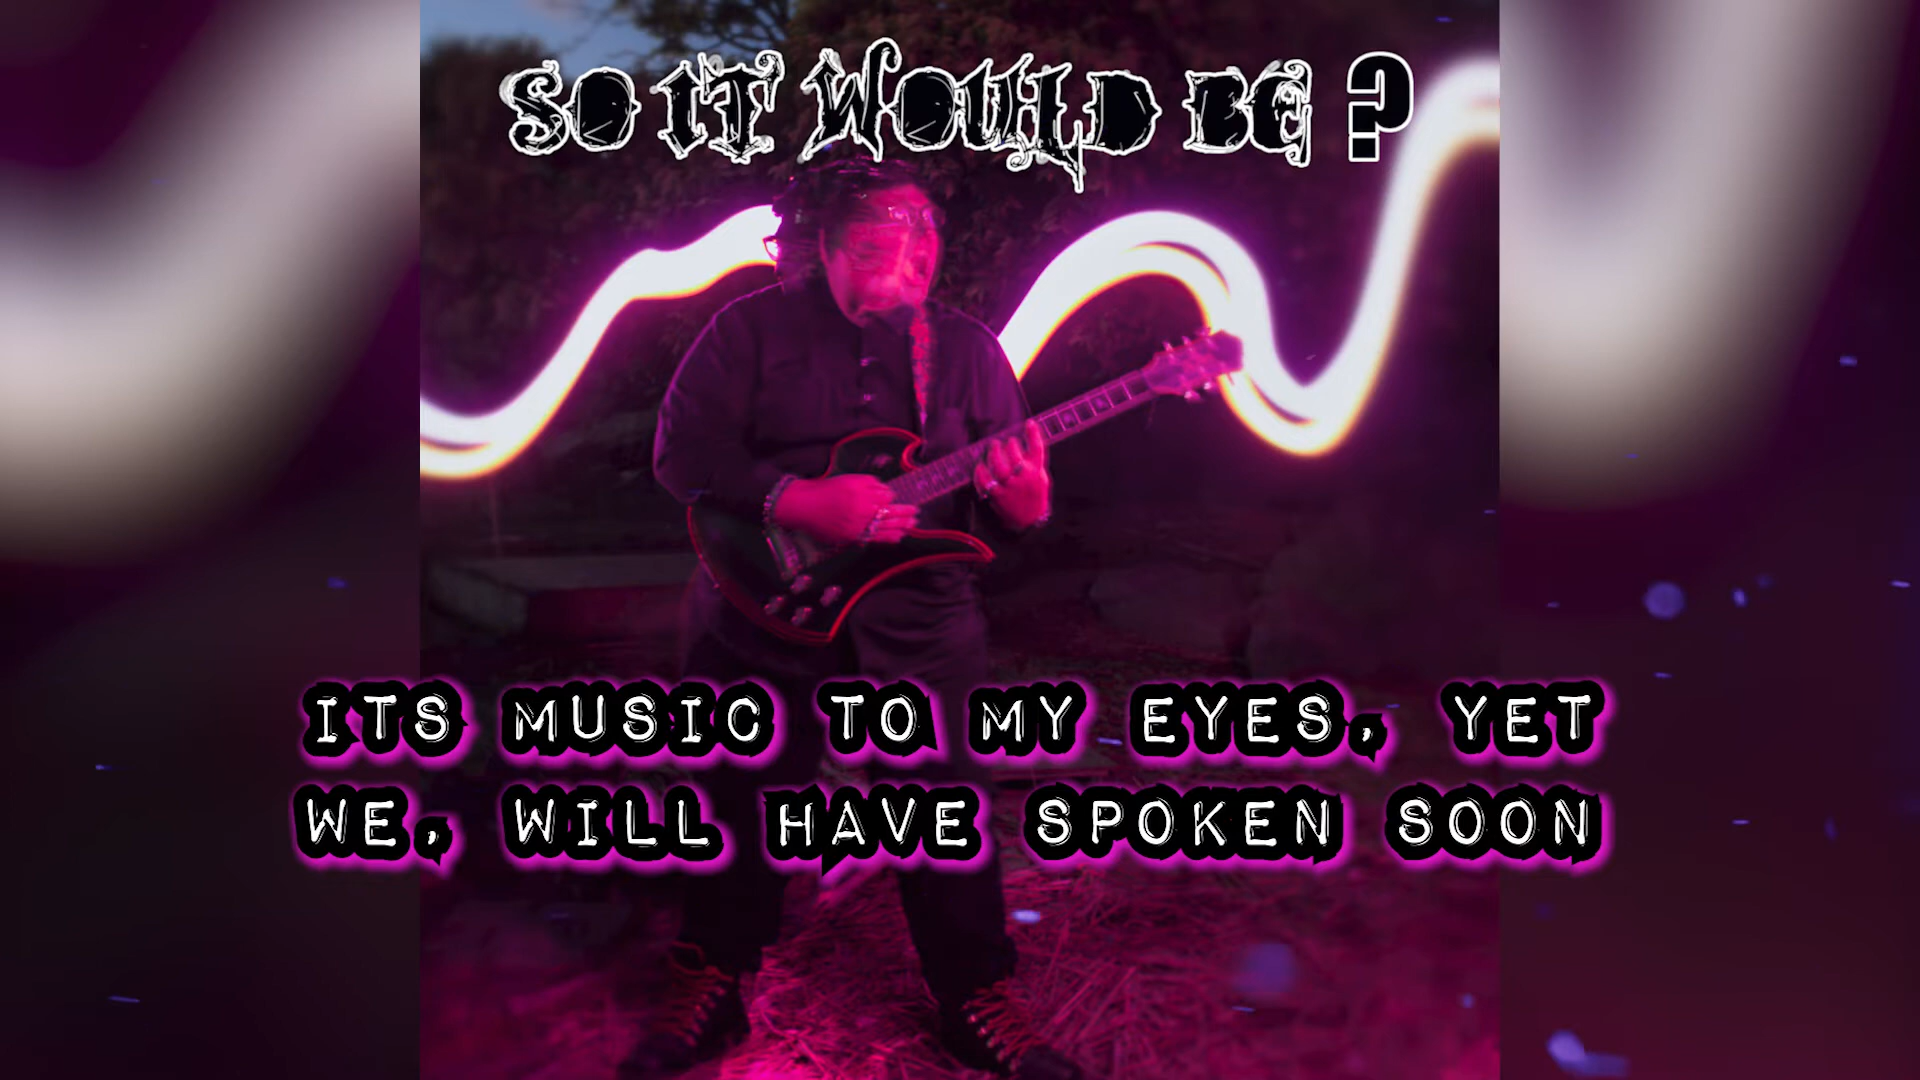 SO IT WOULD BE ?
ITS MUSIC TO MY EYES, YET
WE, WILL HAVE SPOKEN SOON